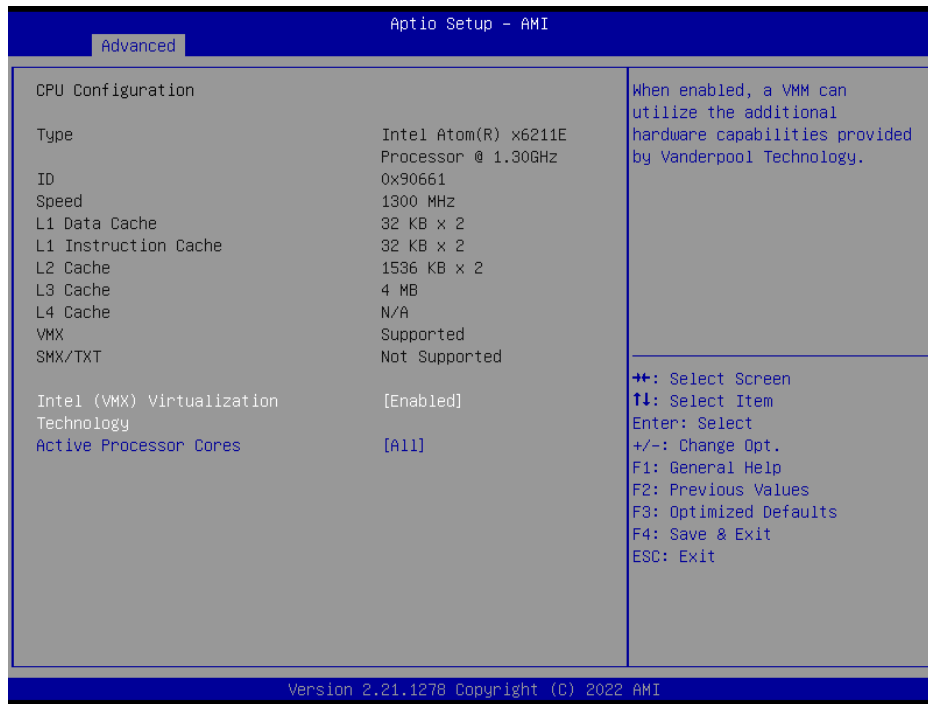 Aptio Setup – AMI
Advanced
CPU Configuration
Type Intel Atom(R) x6211E
Processor @ 1.30GHz
ID 0x90661
Speed 1300 MHz
L1 Data Cache 32 KB x 2
L1 Instruction Cache 32 KB x 2
L2 Cache 1536 KB x 2
L3 Cache 4 MB
L4 Cache N/A
VMX Supported
SMX/TXT Not Supported
Intel (VMX) Virtualization [Enabled]
Technology
Active Processor Cores [All]
When enabled, a VMM can
utilize the additional
hardware capabilities provided
by Vanderpool Technology.
→←: Select Screen
↑↓: Select Item
Enter: Select
+/-: Change Opt.
F1: General Help
F2: Previous Values
F3: Optimized Defaults
F4: Save & Exit
ESC: Exit
Version 2.21.1278 Copyright (C) 2022 AMI